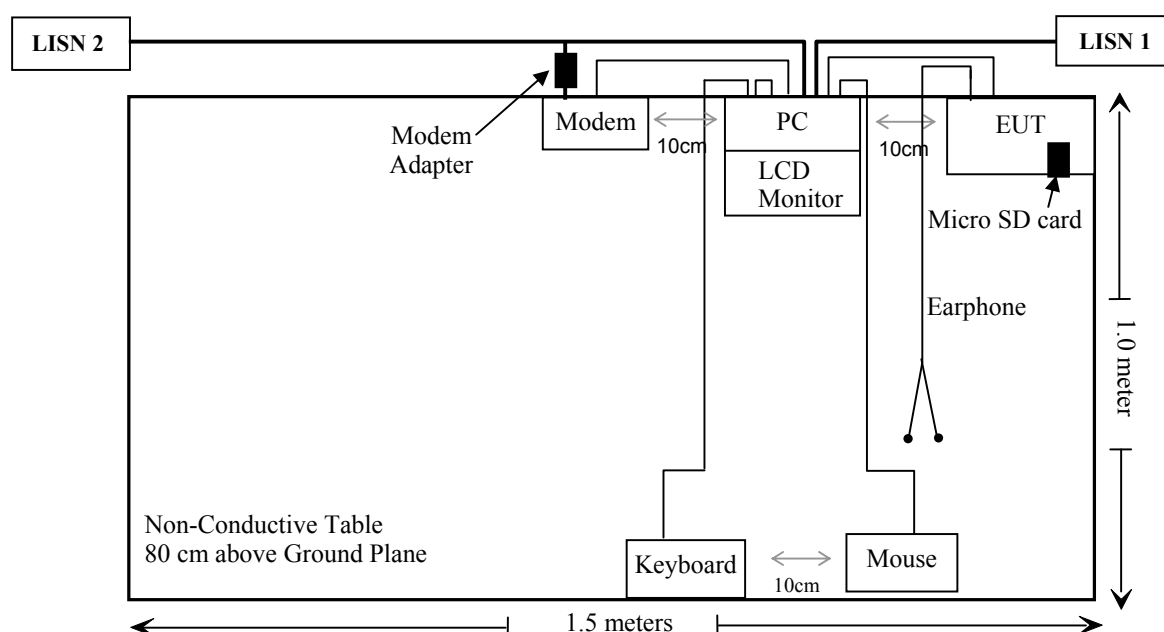 LISN 2
LISN 1
Modem
Adapter
Modem
10cm
PC
10cm
EUT
LCD
Monitor
Micro SD card
Earphone
1.0 meter
Non-Conductive Table
80 cm above Ground Plane
Keyboard
10cm
Mouse
1.5 meters